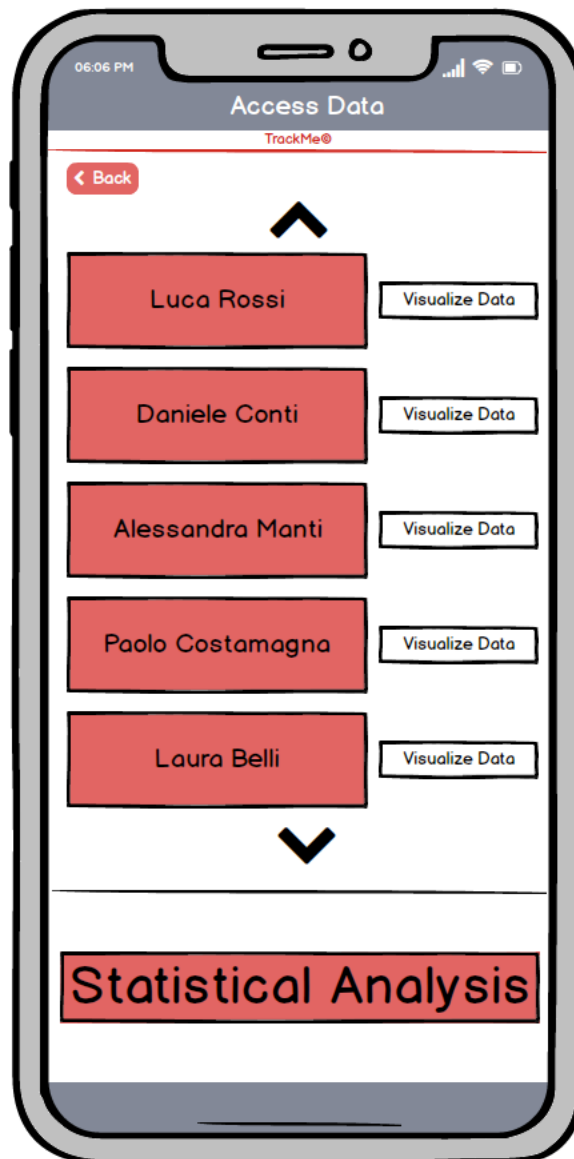 06:06 PM
Access Data
TrackMe©
Back
Luca Rossi
Visualize Data
Daniele Conti
Visualize Data
Alessandra Manti
Visualize Data
Paolo Costamagna
Visualize Data
Laura Belli
Visualize Data
Statistical Analysis